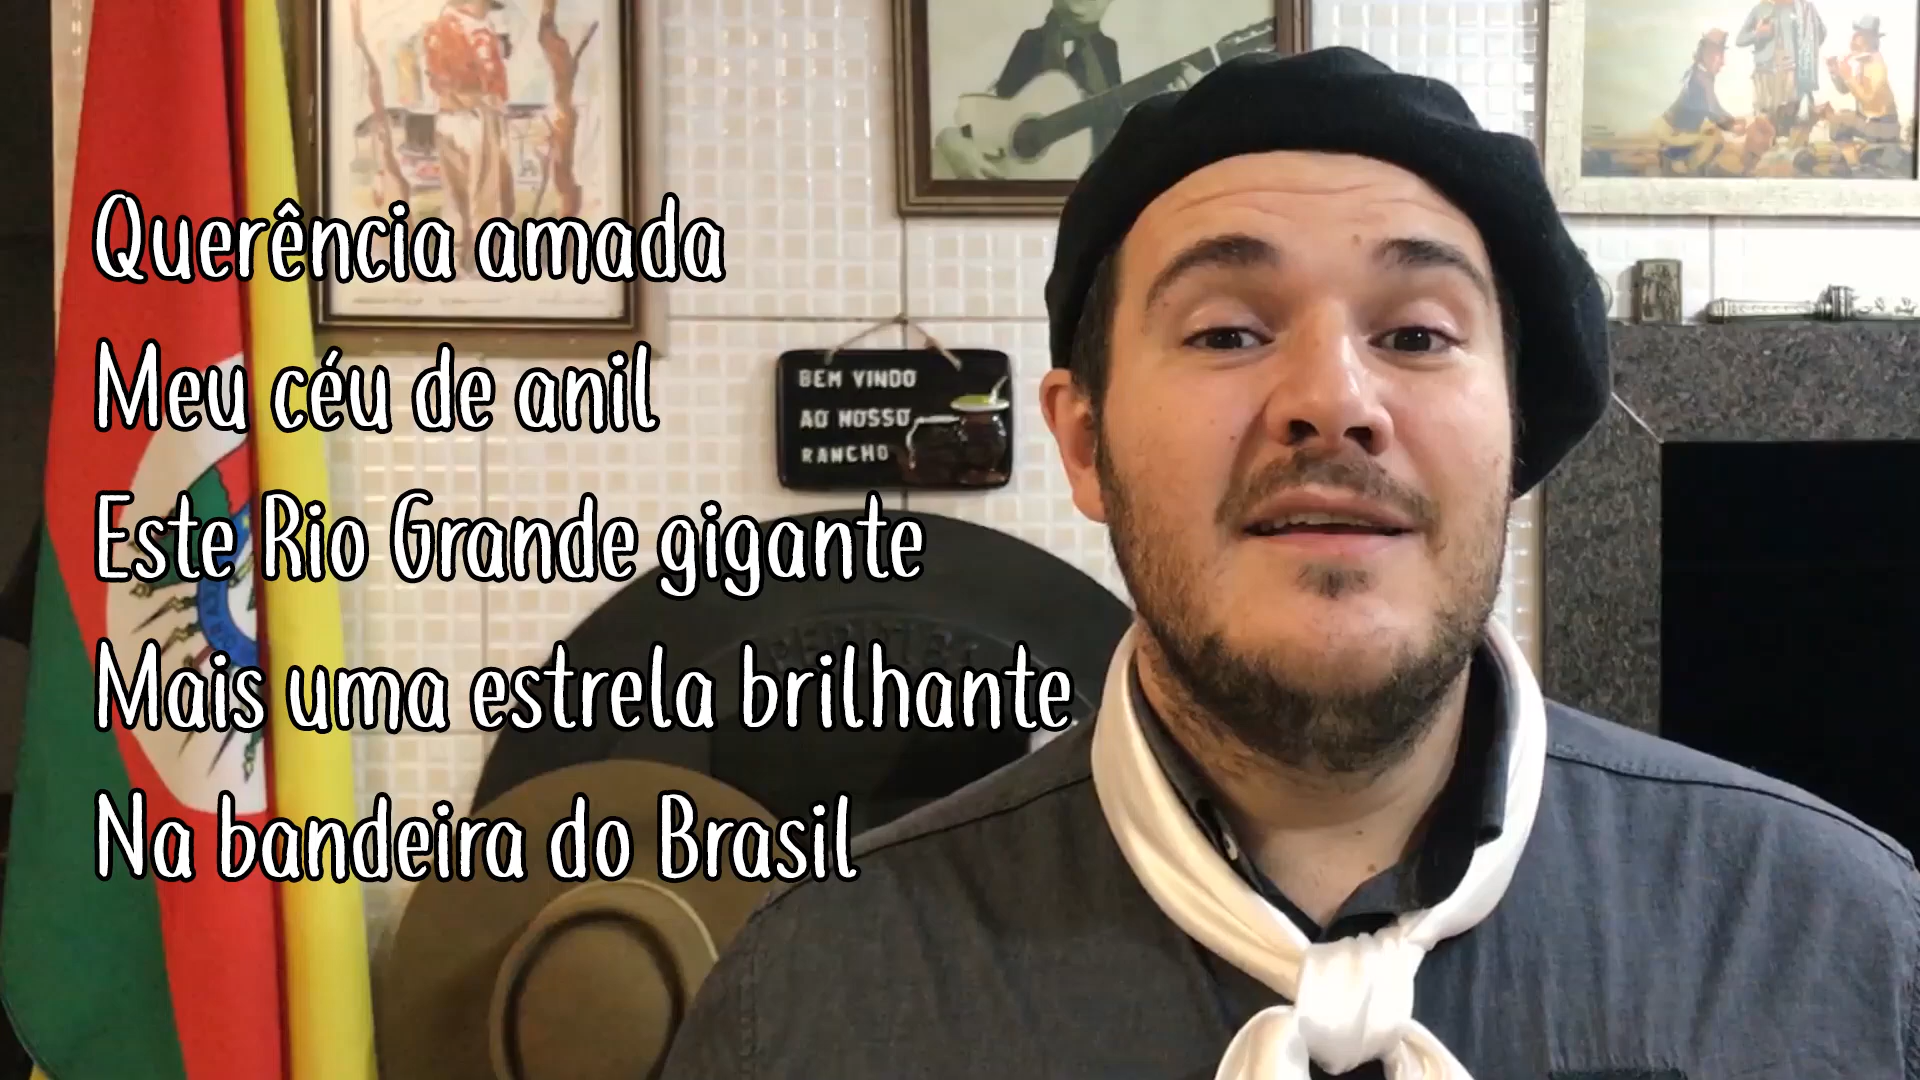 Querência amada
Meu céu de anil
Este Rio Grande gigante
Mais uma estrela brilhante
Na bandeira do Brasil
BEM VINDO
AO NOSSO
RANCHO